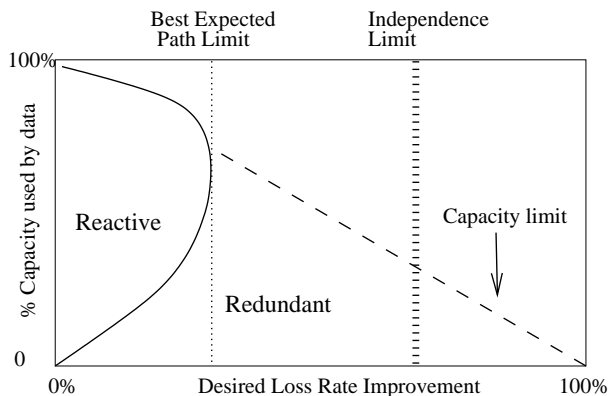 Best Expected
Path Limit
Independence
Limit
100%
% Capacity used by data
Reactive
Capacity limit
Redundant
0
0%
Desired Loss Rate Improvement
100%